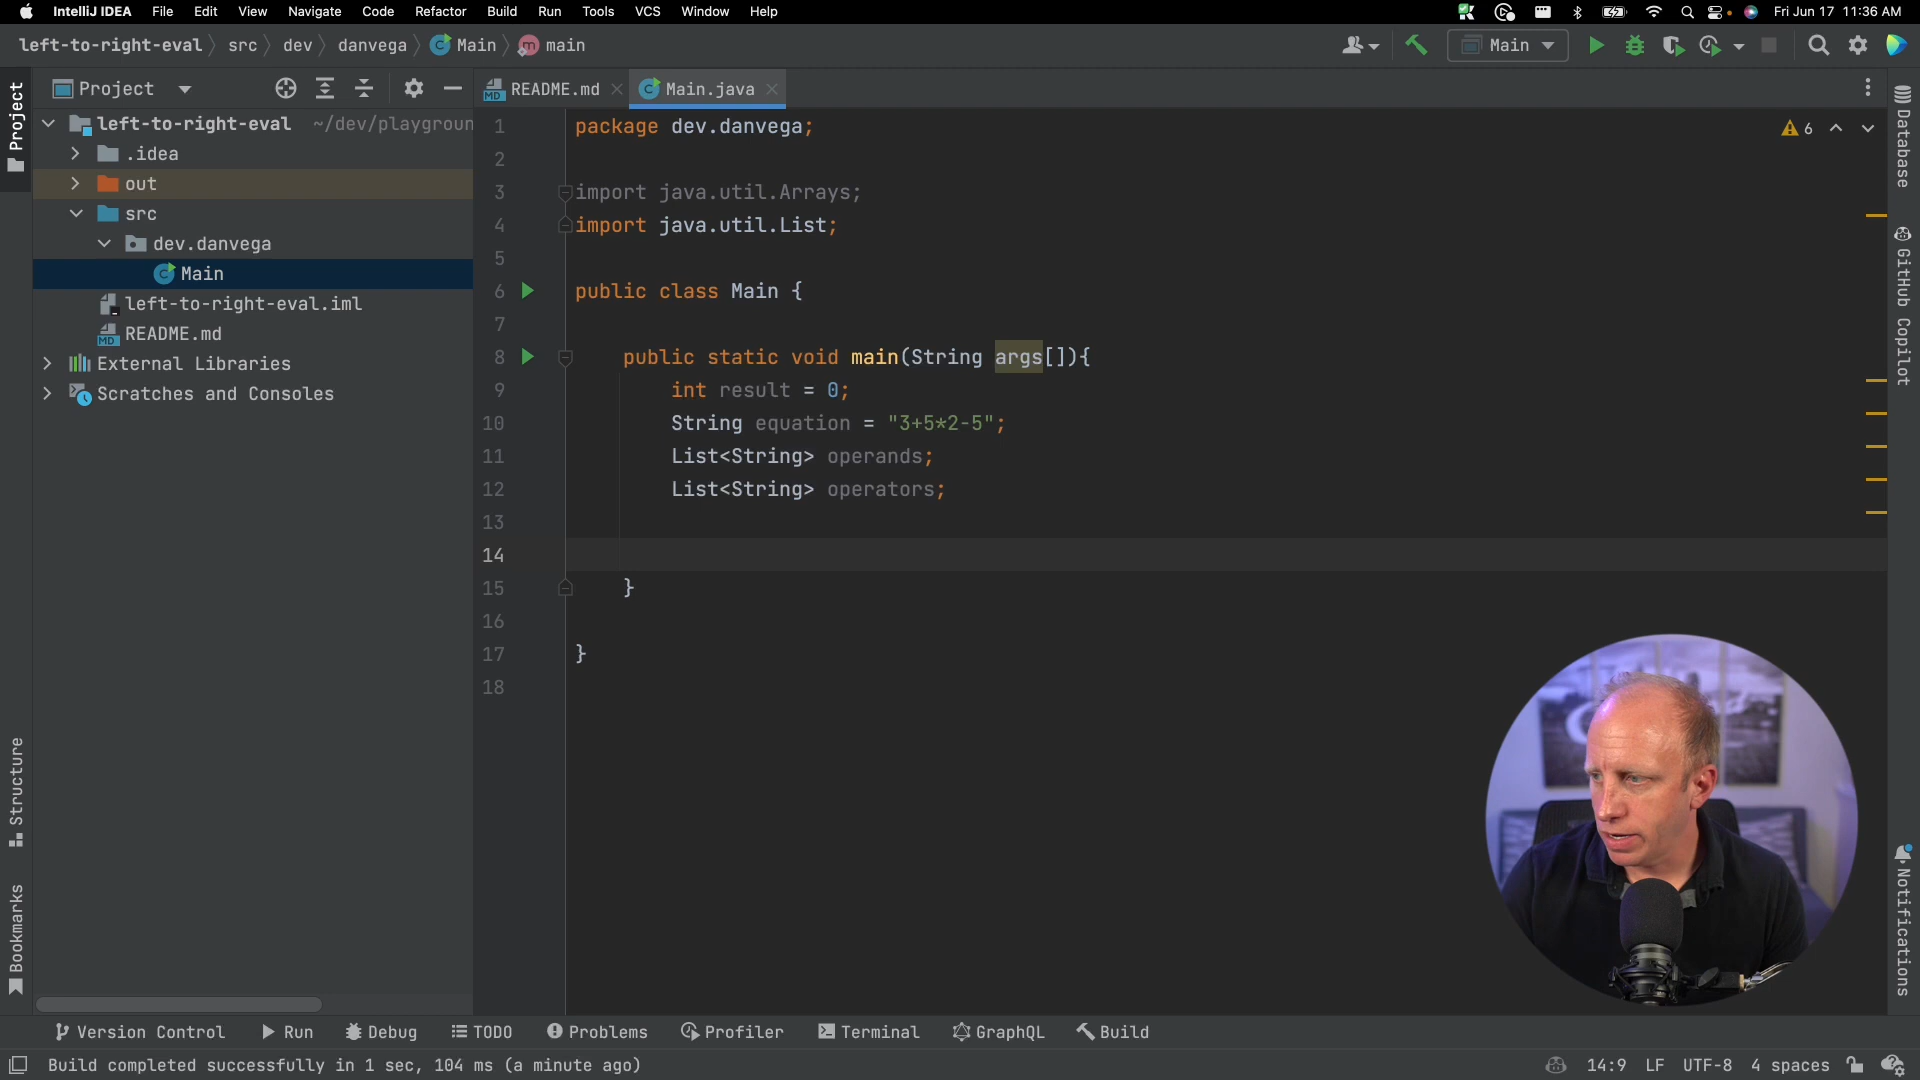 IntelliJ IDEA File Edit View Navigate Code Refactor Build Run Tools VCS Window Help Fri Jun 17 11:36 AM
left-to-right-eval src dev danvega Main main Main
Project
Project
README.md Main.java
left-to-right-eval ~/dev/playgroun
.idea
out
src
dev.danvega
Main
left-to-right-eval.iml
README.md
External Libraries
Scratches and Consoles
Structure
Bookmarks
1 package dev.danvega;
2
3 import java.util.Arrays;
4 import java.util.List;
5
6 public class Main {
7
8 public static void main(String args[]){
9 int result = 0;
10 String equation = "3+5*2-5";
11 List<String> operands;
12 List<String> operators;
13
14
15 }
16
17 }
18
6
Database
GitHub Copilot
Notifications
Version Control Run Debug TODO Problems Profiler Terminal GraphQL Build
Build completed successfully in 1 sec, 104 ms (a minute ago) 14:9 LF UTF-8 4 spaces